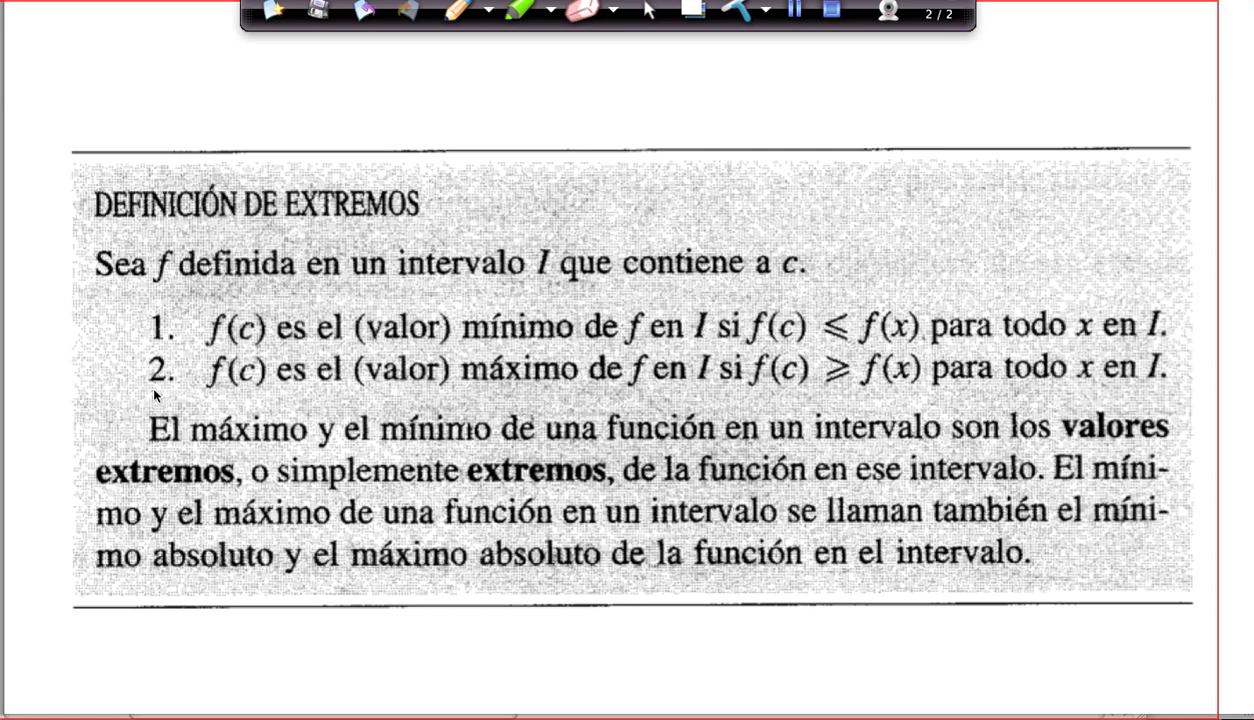 2 / 2
DEFINICIÓN DE EXTREMOS
Sea f definida en un intervalo I que contiene a c.
1. f(c) es el (valor) mínimo de f en I si f(c) ⩽ f(x) para todo x en I.
2. f(c) es el (valor) máximo de f en I si f(c) ⩾ f(x) para todo x en I.
El máximo y el mínimo de una función en un intervalo son los valores
extremos, o simplemente extremos, de la función en ese intervalo. El míni-
mo y el máximo de una función en un intervalo se llaman también el míni-
mo absoluto y el máximo absoluto de la función en el intervalo.